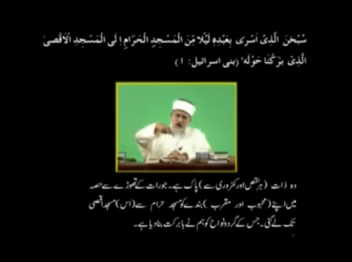 سُبْحٰنَ الَّذِیْ اَسْرٰی بِعَبْدِهٖ لَیْلًا مِّنَ الْمَسْجِدِ الْحَرَامِ اِلَی الْمَسْجِدِ الْاَقْصَی
الَّذِیْ بٰرَکْنَا حَوْلَهٗ (بنی اسرائیل: ۱)
وہ ذات (ہر نقص اور کمزوری سے) پاک ہے۔ جو رات کے تھوڑے سے حصہ
میں اپنے (محبوب اور مقرب) بندے کو مسجد حرام سے (اس) مسجد اقصیٰ
تک لے گئی۔ جس کے گرد و نواح کو ہم نے بابرکت بنا دیا ہے۔